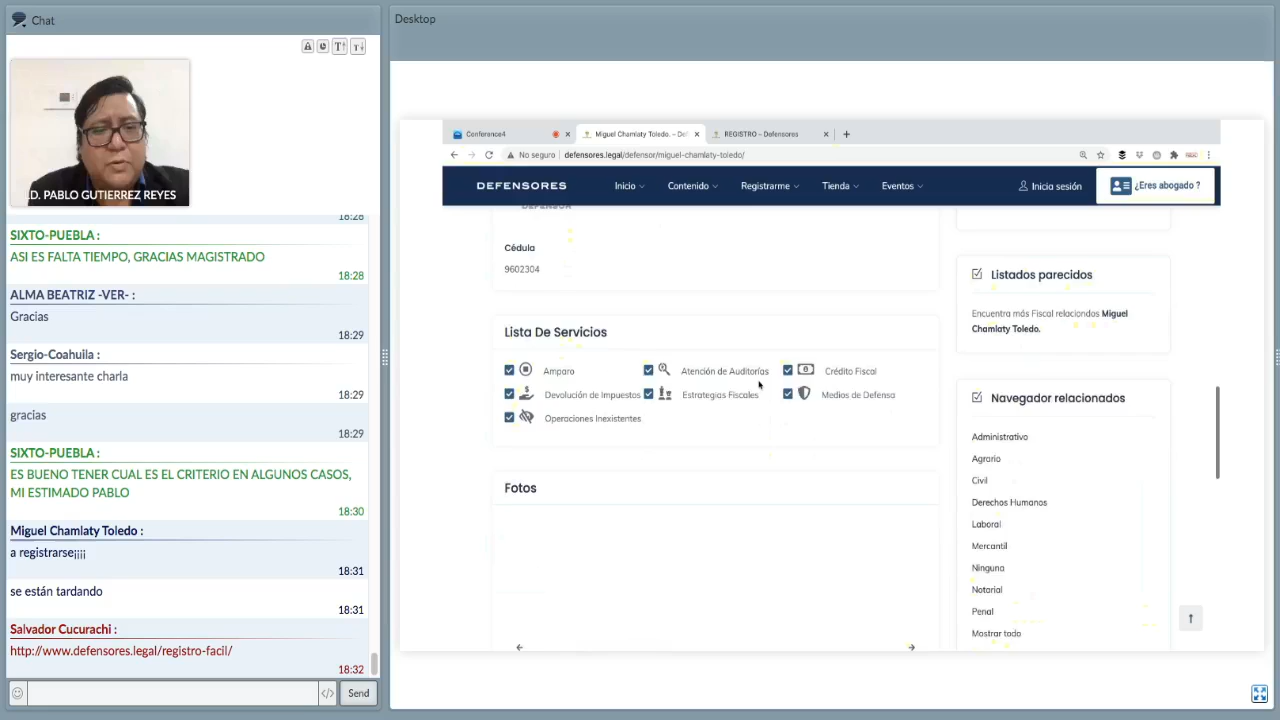 Chat
.D. PABLO GUTIERREZ REYES
18:28
SIXTO-PUEBLA :
ASI ES FALTA TIEMPO, GRACIAS MAGISTRADO
18:28
ALMA BEATRIZ -VER- :
Gracias
18:29
Sergio-Coahuila :
muy interesante charla
18:29
gracias
18:29
SIXTO-PUEBLA :
ES BUENO TENER CUAL ES EL CRITERIO EN ALGUNOS CASOS,
MI ESTIMADO PABLO
18:30
Miguel Chamlaty Toledo :
a registrarse¡¡¡¡
18:31
se están tardando
18:31
Salvador Cucurachi :
http://www.defensores.legal/registro-facil/
18:32
Send
Desktop
Conference4
Miguel Chamlaty Toledo. – De
REGISTRO – Defensores
No seguro
defensores.legal/defensor/miguel-chamlaty-toledo/
DEFENSORES
Inicio
Contenido
Registrarme
Tienda
Eventos
Inicia sesión
¿Eres abogado ?
DEFENSOR
Cédula
9602304
Lista De Servicios
Amparo
Atención de Auditorías
Crédito Fiscal
Devolución de Impuestos
Estrategias Fiscales
Medios de Defensa
Operaciones Inexistentes
Fotos
Listados parecidos
Encuentra más Fiscal relaciondos Miguel
Chamlaty Toledo.
Navegador relacionados
Administrativo
Agrario
Civil
Derechos Humanos
Laboral
Mercantil
Ninguna
Notarial
Penal
Mostrar todo